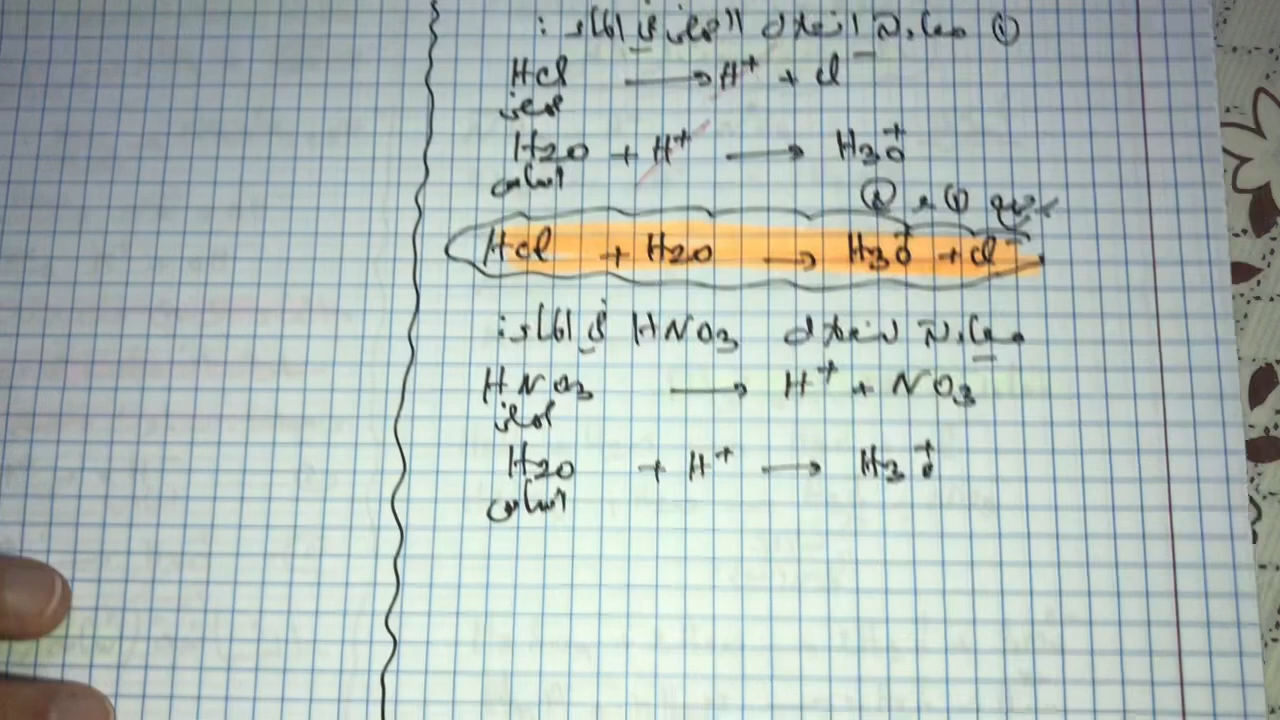 ① معادلة انحلال الحمض في الماء :
HCl ⟶ H⁺ + Cl⁻
حمض
H2O + H⁺ ⟶ H3O⁺
أساس
بجمع ① و ②
HCl + H2O ⟶ H3O⁺ + Cl⁻
معادلة انحلال HNO3 في الماء :
HNO3 ⟶ H⁺ + NO3⁻
حمض
H2O + H⁺ ⟶ H3O⁺
أساس